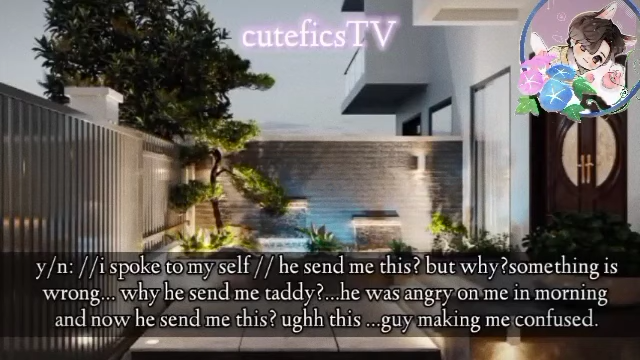 cuteficsTV
y/n: //i spoke to my self // he send me this? but why?something is
wrong... why he send me taddy?...he was angry on me in morning
and now he send me this? ughh this ...guy making me confused.